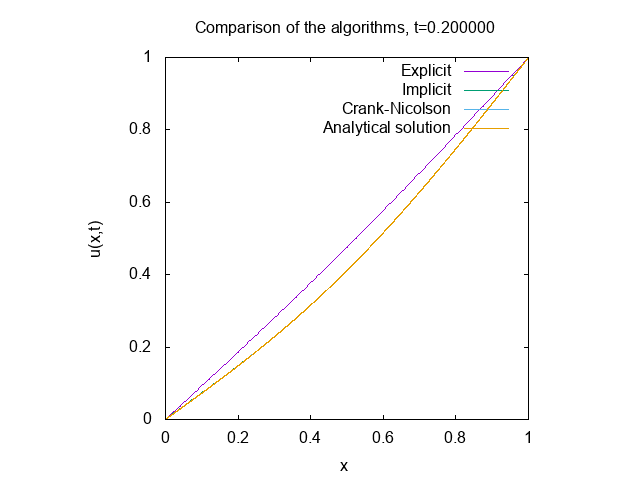 Comparison of the algorithms, t=0.200000
Explicit
Implicit
Crank-Nicolson
Analytical solution
u(x,t)
1
0.8
0.6
0.4
0.2
0
0 0.2 0.4 0.6 0.8 1
x